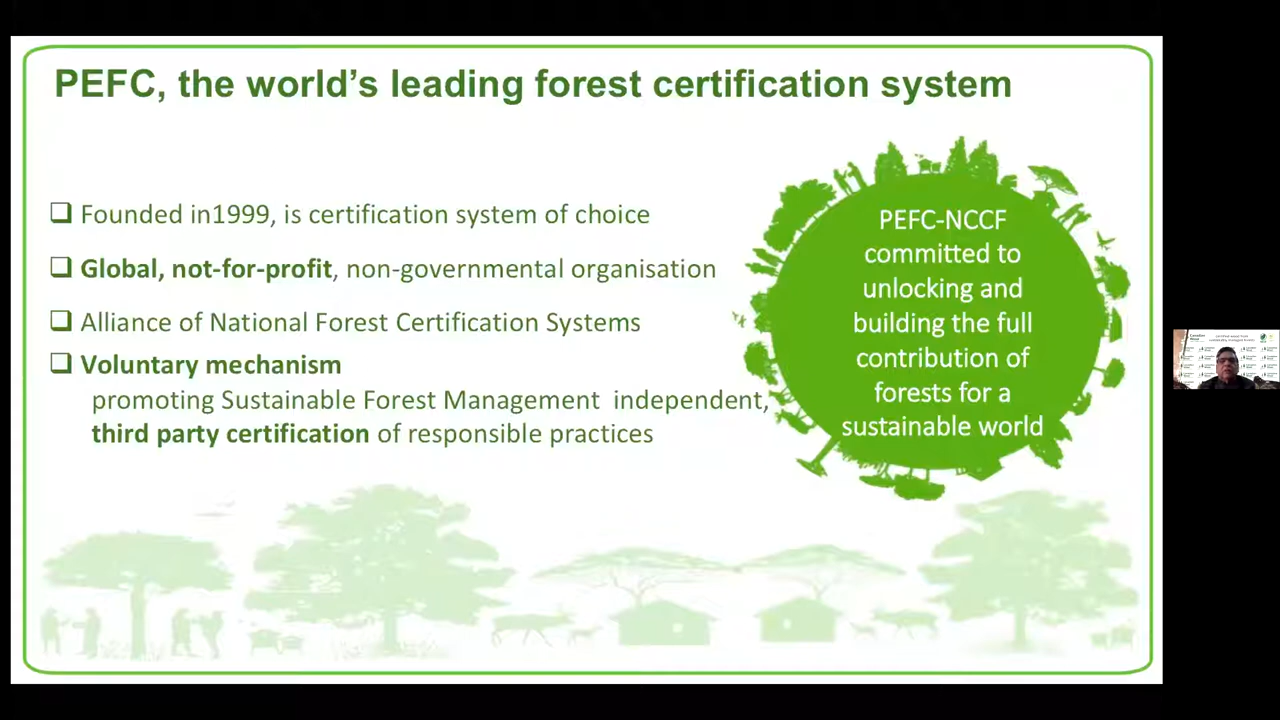 PEFC, the world's leading forest certification system
❑ Founded in1999, is certification system of choice
❑ Global, not-for-profit, non-governmental organisation
❑ Alliance of National Forest Certification Systems
❑ Voluntary mechanism
promoting Sustainable Forest Management independent,
third party certification of responsible practices
PEFC-NCCF
committed to
unlocking and
building the full
contribution of
forests for a
sustainable world